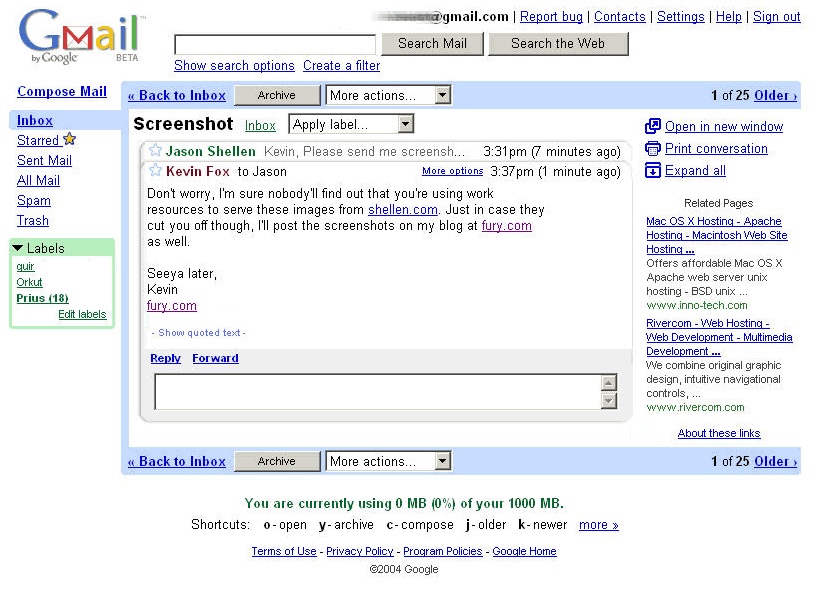 @gmail.com | Report bug | Contacts | Settings | Help | Sign out
Gmail
by Google BETA
Search Mail Search the Web
Show search options Create a filter
Compose Mail
Inbox
Starred
Sent Mail
All Mail
Spam
Trash
Labels
quir
Orkut
Prius (18)
Edit labels
« Back to Inbox Archive More actions... 1 of 25 Older ›
Screenshot Inbox Apply label...
Jason Shellen Kevin, Please send me screensh... 3:31pm (7 minutes ago)
Kevin Fox to Jason More options 3:37pm (1 minute ago)
Don't worry, I'm sure nobody'll find out that you're using work
resources to serve these images from shellen.com. Just in case they
cut you off though, I'll post the screenshots on my blog at fury.com
as well.
Seeya later,
Kevin
fury.com
- Show quoted text -
Reply Forward
Open in new window
Print conversation
Expand all
Related Pages
Mac OS X Hosting - Apache
Hosting - Macintosh Web Site
Hosting ...
Offers affordable Mac OS X
Apache web server unix
hosting - BSD unix ...
www.inno-tech.com
Rivercom - Web Hosting -
Web Development - Multimedia
Development ...
We combine original graphic
design, intuitive navigational
controls, ...
www.rivercom.com
About these links
« Back to Inbox Archive More actions... 1 of 25 Older ›
You are currently using 0 MB (0%) of your 1000 MB.
Shortcuts: o - open y - archive c - compose j - older k - newer more »
Terms of Use - Privacy Policy - Program Policies - Google Home
©2004 Google